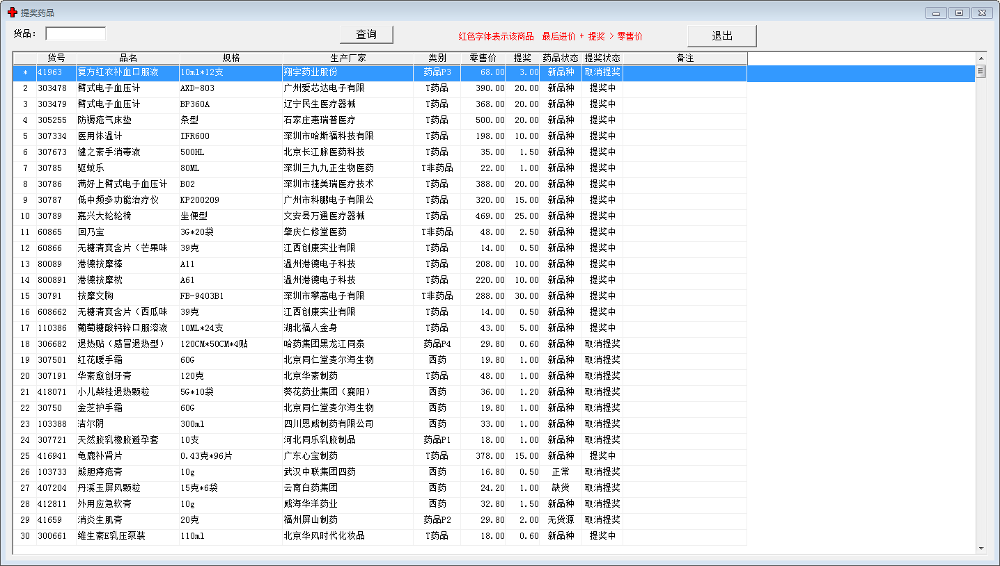 提奖药品
货品：
查询
红色字体表示该商品 最后进价 + 提奖 > 零售价
退出
货号 品名 规格 生产厂家 类别 零售价 提奖 药品状态 提奖状态 备注
* 41963 复方红衣补血口服液 10ml*12支 翔宇药业股份 药品P3 68.00 3.00 新品种 取消提奖
2 303478 臂式电子血压计 AXD-803 广州爱芯达电子有限 T药品 390.00 20.00 新品种 提奖中
3 303479 臂式电子血压计 BP360A 辽宁民生医疗器械 T药品 368.00 20.00 新品种 提奖中
4 305255 防褥疮气床垫 条型 石家庄惠瑞普医疗 T药品 500.00 20.00 新品种 提奖中
5 307334 医用体温计 IFR600 深圳市哈斯福科技有限 T药品 198.00 10.00 新品种 提奖中
6 307673 健之素手消毒液 500HL 北京长江脉医药科技 T药品 35.00 1.50 新品种 提奖中
7 30785 驱蚊乐 80ML 深圳三九九正生物医药 T非药品 22.00 1.00 新品种 提奖中
8 30786 满好上臂式电子血压计 B02 深圳市捷美瑞医疗技术 T药品 388.00 20.00 新品种 提奖中
9 30787 低中频多功能治疗仪 KP200209 广州市科鹏电子有限公 T药品 320.00 15.00 新品种 提奖中
10 30789 嘉兴大轮轮椅 坐便型 文安县万通医疗器械 T药品 469.00 25.00 新品种 提奖中
11 60865 回乃宝 3G*20袋 肇庆仁修堂医药 T非药品 48.00 2.50 新品种 提奖中
12 60866 无糖清爽含片（芒果味 39克 江西创康实业有限 T药品 14.00 0.50 新品种 提奖中
13 80089 港德按摩棒 A11 温州港德电子科技 T药品 208.00 10.00 新品种 提奖中
14 800891 港德按摩枕 A61 温州港德电子科技 T药品 220.00 10.00 新品种 提奖中
15 30791 按摩文胸 FB-9403B1 深圳市攀高电子有限 T非药品 288.00 30.00 新品种 提奖中
16 608662 无糖清爽含片（西瓜味 39克 江西创康实业有限 T药品 14.00 0.50 新品种 提奖中
17 110386 葡萄糖酸钙锌口服溶液 10ML*24支 湖北福人金身 T药品 43.00 5.00 新品种 提奖中
18 306682 退热贴（感冒退热型） 120CM*50CM*4贴 哈药集团黑龙江同泰 药品P4 29.80 0.60 新品种 取消提奖
19 307501 红花暖手霜 60G 北京同仁堂麦尔海生物 西药 19.80 1.00 新品种 取消提奖
20 307191 华素愈创牙膏 120克 北京华素制药 T药品 48.00 1.00 新品种 取消提奖
21 418071 小儿柴桂退热颗粒 5G*10袋 葵花药业集团（襄阳） 西药 36.00 1.20 新品种 取消提奖
22 30750 金芝护手霜 60G 北京同仁堂麦尔海生物 西药 19.80 1.00 新品种 取消提奖
23 103388 洁尔阴 300ml 四川恩威制药有限公司 西药 33.00 1.00 新品种 取消提奖
24 307721 天然胶乳橡胶避孕套 10支 河北同乐乳胶制品 药品P1 18.00 1.00 新品种 取消提奖
25 416941 龟鹿补肾片 0.43克*96片 广东心宝制药 T药品 378.00 15.00 新品种 提奖中
26 103733 熊胆痔疮膏 10g 武汉中联集团四药 西药 16.80 0.50 正常 取消提奖
27 407204 丹溪玉屏风颗粒 15克*6袋 云南白药集团 西药 24.20 1.00 缺货 取消提奖
28 412811 外用应急软膏 10g 威海华洋药业 西药 32.80 1.50 新品种 取消提奖
29 41659 消炎生肌膏 20克 福州屏山制药 药品P2 29.80 2.00 无货源 取消提奖
30 300661 维生素E乳压泵装 110ml 北京华风时代化妆品 T药品 18.00 0.60 新品种 提奖中